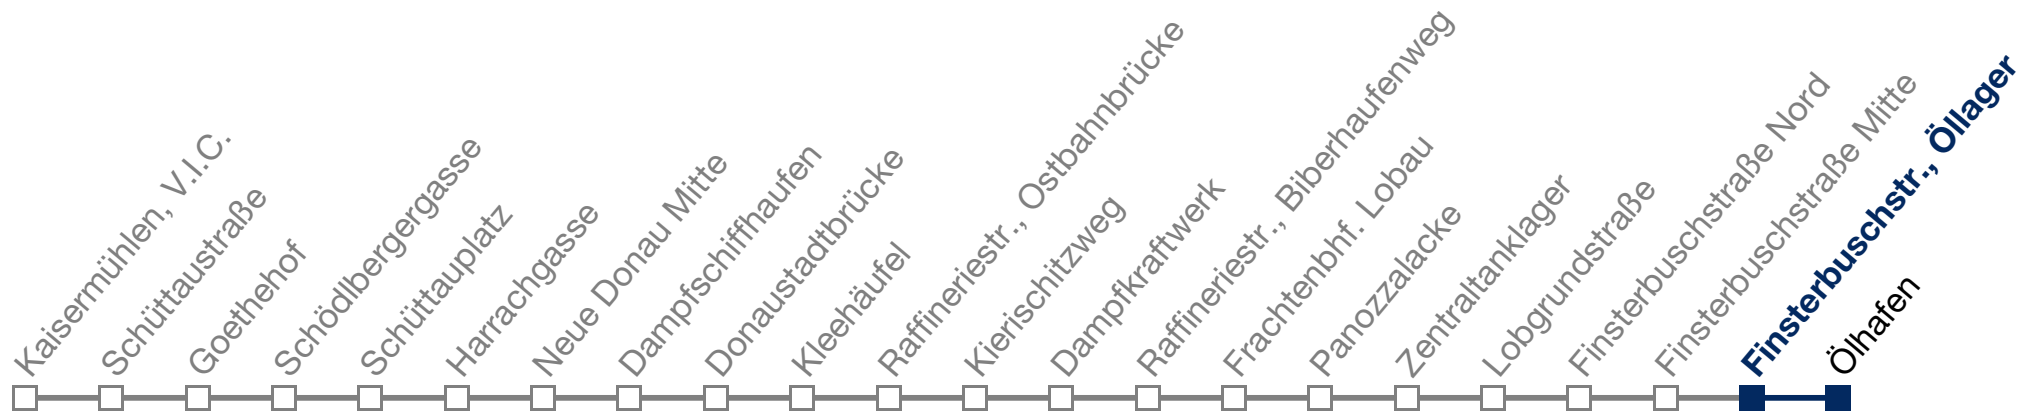 Kaisermühlen, V.I.C.
Schüttaustraße
Goethehof
Schödlbergergasse
Schüttauplatz
Harrachgasse
Neue Donau Mitte
Dampfschiffhaufen
Donaustadtbrücke
Kleehäufel
Raffineriestr., Ostbahnbrücke
Kierischitzweg
Dampfkraftwerk
Raffineriestr., Biberhaufenweg
Frachtenbhf. Lobau
Panozzalacke
Zentraltanklager
Lobgrundstraße
Finsterbuschstraße Nord
Finsterbuschstraße Mitte
Finsterbuschstr., Öllager
Ölhafen